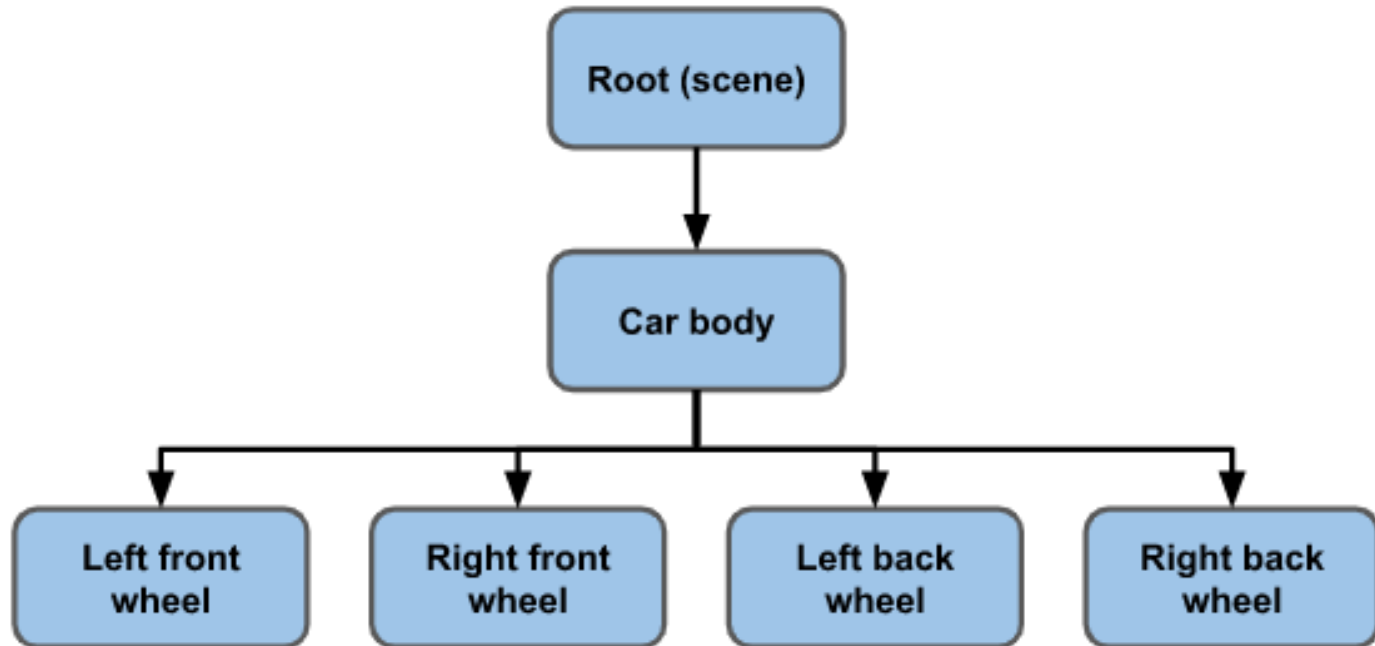 Root (scene)
Car body
Left front
wheel
Right front
wheel
Left back
wheel
Right back
wheel